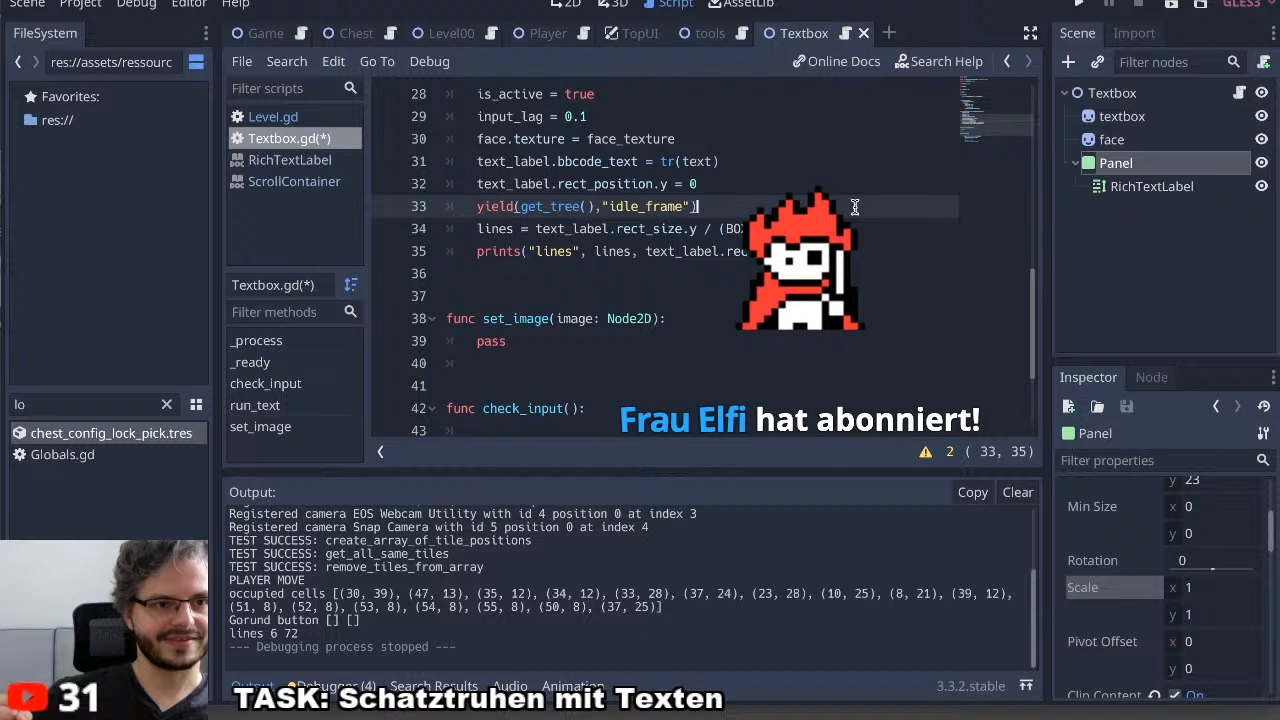 Scene Project Debug Editor Help
2D 3D Script AssetLib
GLES3
FileSystem
res://assets/ressourc
Favorites:
res://
lo
chest_config_lock_pick.tres
Globals.gd
Game Chest Level00 Player TopUI tools Textbox
File Search Edit Go To Debug Online Docs Search Help
Filter scripts
Level.gd
Textbox.gd(*)
RichTextLabel
ScrollContainer
Textbox.gd(*)
Filter methods
_process
_ready
check_input
run_text
set_image
28 is_active = true
29 input_lag = 0.1
30 face.texture = face_texture
31 text_label.bbcode_text = tr(text)
32 text_label.rect_position.y = 0
33 yield(get_tree(),"idle_frame")
34 lines = text_label.rect_size.y / (BO
35 prints("lines", lines, text_label.rec
36
37
38 func set_image(image: Node2D):
39 pass
40
41
42 func check_input():
43
Frau Elfi hat abonniert!
2 ( 33, 35)
Output: Copy Clear
Registered camera EOS Webcam Utility with id 4 position 0 at index 3
Registered camera Snap Camera with id 5 position 0 at index 4
TEST SUCCESS: create_array_of_tile_positions
TEST SUCCESS: get_all_same_tiles
TEST SUCCESS: remove_tiles_from_array
PLAYER MOVE
occupied cells [(30, 39), (47, 13), (35, 12), (34, 12), (33, 28), (37, 24), (23, 28), (10, 25), (8, 21), (39, 12),
(51, 8), (52, 8), (53, 8), (54, 8), (55, 8), (50, 8), (37, 25)]
Gorund button [] []
lines 6 72
--- Debugging process stopped ---
Output Debugger (4) Search Results Audio Animation 3.3.2.stable
Scene Import
Filter nodes
Textbox
textbox
face
Panel
RichTextLabel
Inspector Node
Panel
Filter properties
y 23
Min Size x 0
y 0
Rotation 0
Scale x 1
y 1
Pivot Offset x 0
y 0
Clip Content On
31
TASK: Schatztruhen mit Texten